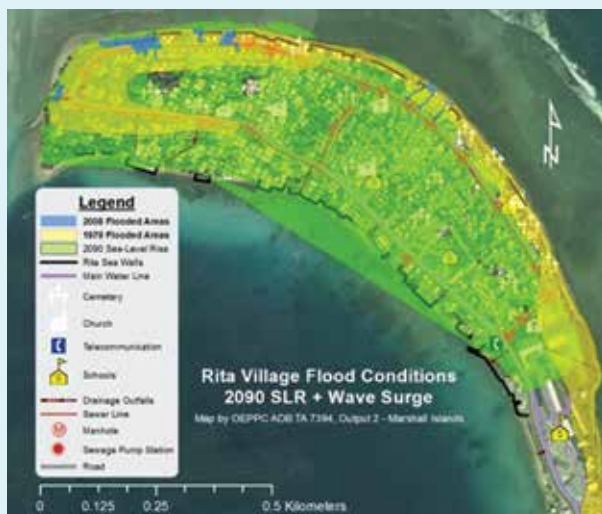 Legend
2008 Flooded Areas
1979 Flooded Areas
2090 Sea-Level Rise
Rita Sea Walls
Main Water Line
Cemetery
Church
Telecommunication
Schools
Drainage Outfalls
Sewer Line
Manhole
Sewage Pump Station
Road
N
Rita Village Flood Conditions
2090 SLR + Wave Surge
Map by OEPPC ADB TA 7394, Output 2 - Marshall Islands
0 0.125 0.25 0.5 Kilometers